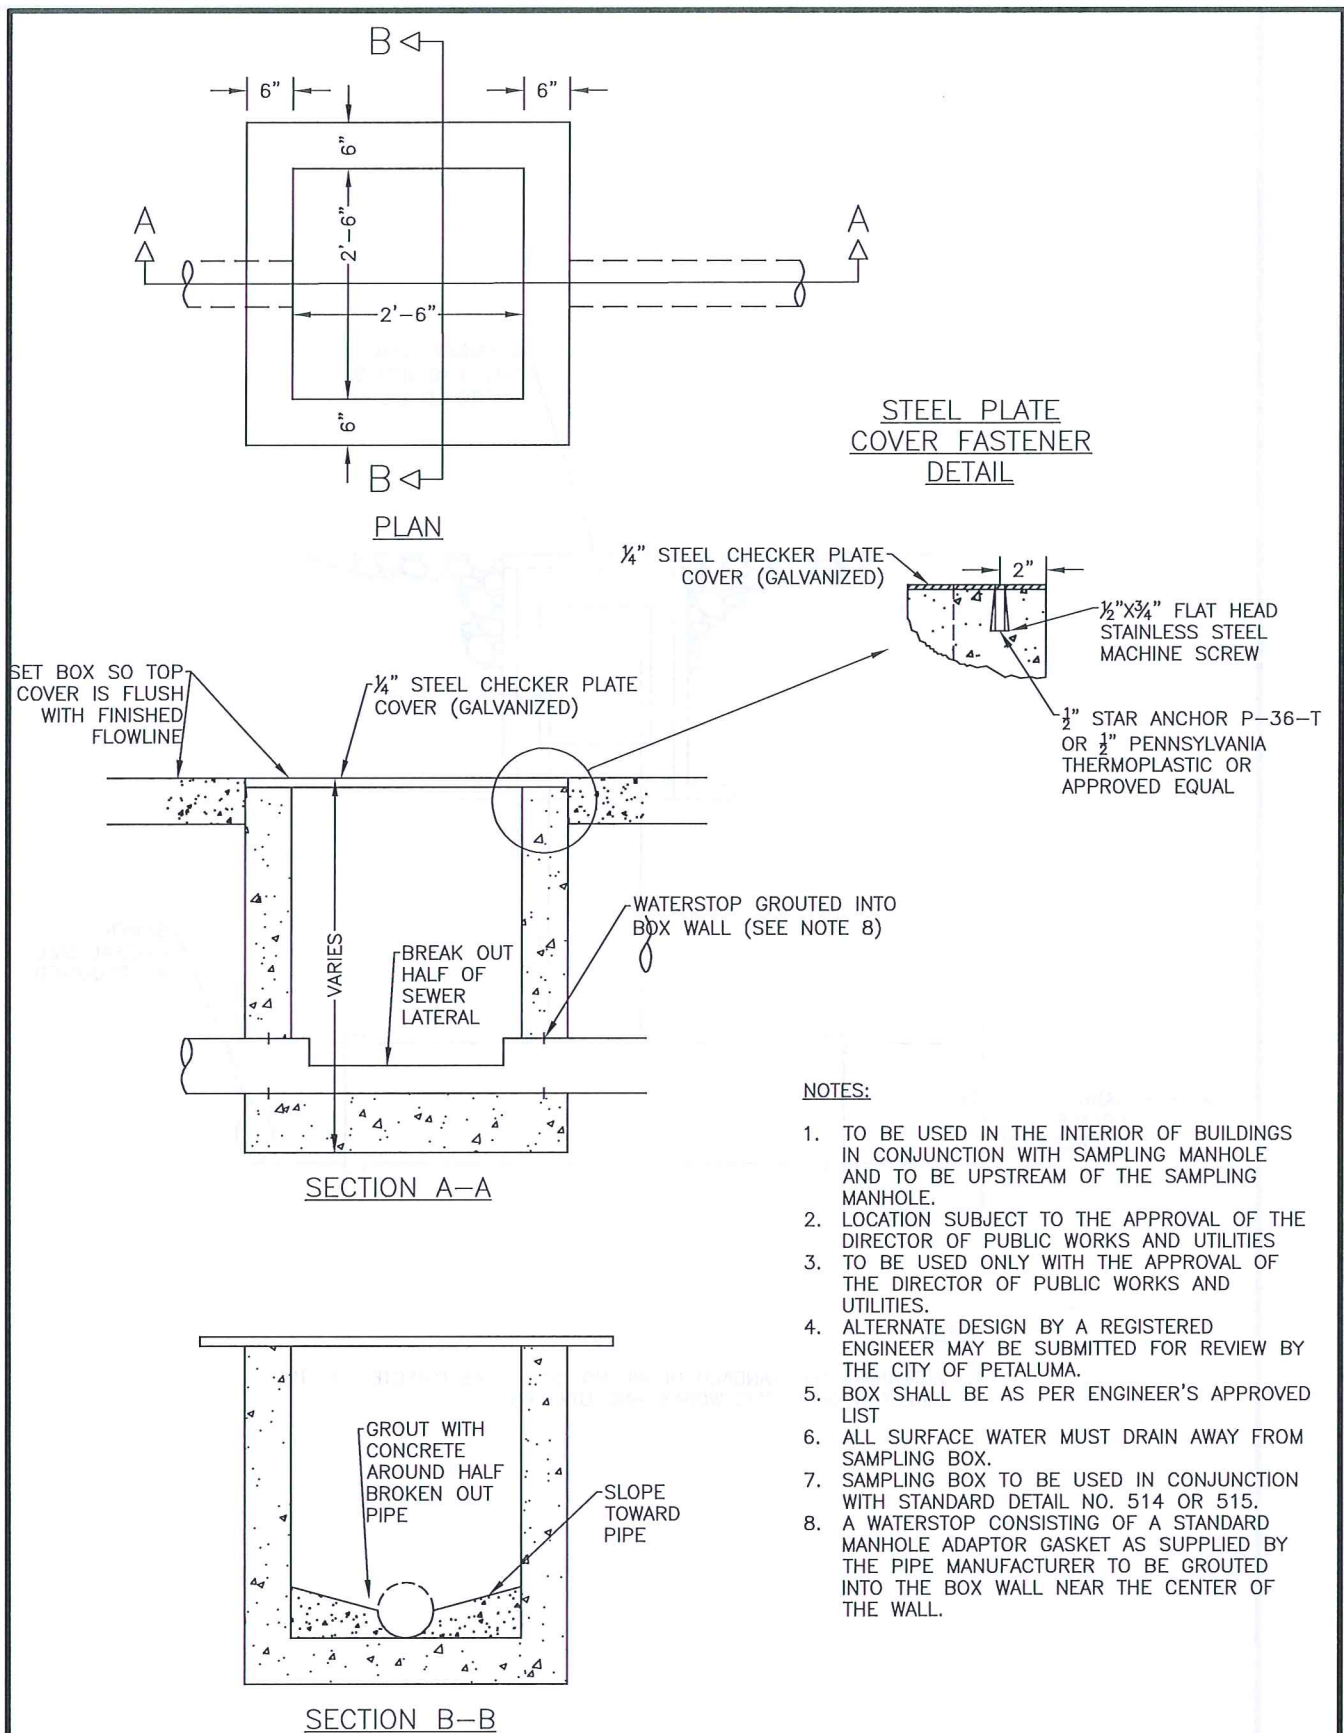 B
6"
6"
6"
A
A
2'-6"
2'-6"
6"
B
PLAN
STEEL PLATE
COVER FASTENER
DETAIL
¼" STEEL CHECKER PLATE
COVER (GALVANIZED)
2"
½"X¾" FLAT HEAD
STAINLESS STEEL
MACHINE SCREW
½" STAR ANCHOR P-36-T
OR ½" PENNSYLVANIA
THERMOPLASTIC OR
APPROVED EQUAL
SET BOX SO TOP
COVER IS FLUSH
WITH FINISHED
FLOWLINE
¼" STEEL CHECKER PLATE
COVER (GALVANIZED)
WATERSTOP GROUTED INTO
BOX WALL (SEE NOTE 8)
VARIES
BREAK OUT
HALF OF
SEWER
LATERAL
SECTION A-A
GROUT WITH
CONCRETE
AROUND HALF
BROKEN OUT
PIPE
SLOPE
TOWARD
PIPE
SECTION B-B
NOTES:
1. TO BE USED IN THE INTERIOR OF BUILDINGS
IN CONJUNCTION WITH SAMPLING MANHOLE
AND TO BE UPSTREAM OF THE SAMPLING
MANHOLE.
2. LOCATION SUBJECT TO THE APPROVAL OF THE
DIRECTOR OF PUBLIC WORKS AND UTILITIES
3. TO BE USED ONLY WITH THE APPROVAL OF
THE DIRECTOR OF PUBLIC WORKS AND
UTILITIES.
4. ALTERNATE DESIGN BY A REGISTERED
ENGINEER MAY BE SUBMITTED FOR REVIEW BY
THE CITY OF PETALUMA.
5. BOX SHALL BE AS PER ENGINEER'S APPROVED
LIST
6. ALL SURFACE WATER MUST DRAIN AWAY FROM
SAMPLING BOX.
7. SAMPLING BOX TO BE USED IN CONJUNCTION
WITH STANDARD DETAIL NO. 514 OR 515.
8. A WATERSTOP CONSISTING OF A STANDARD
MANHOLE ADAPTOR GASKET AS SUPPLIED BY
THE PIPE MANUFACTURER TO BE GROUTED
INTO THE BOX WALL NEAR THE CENTER OF
THE WALL.